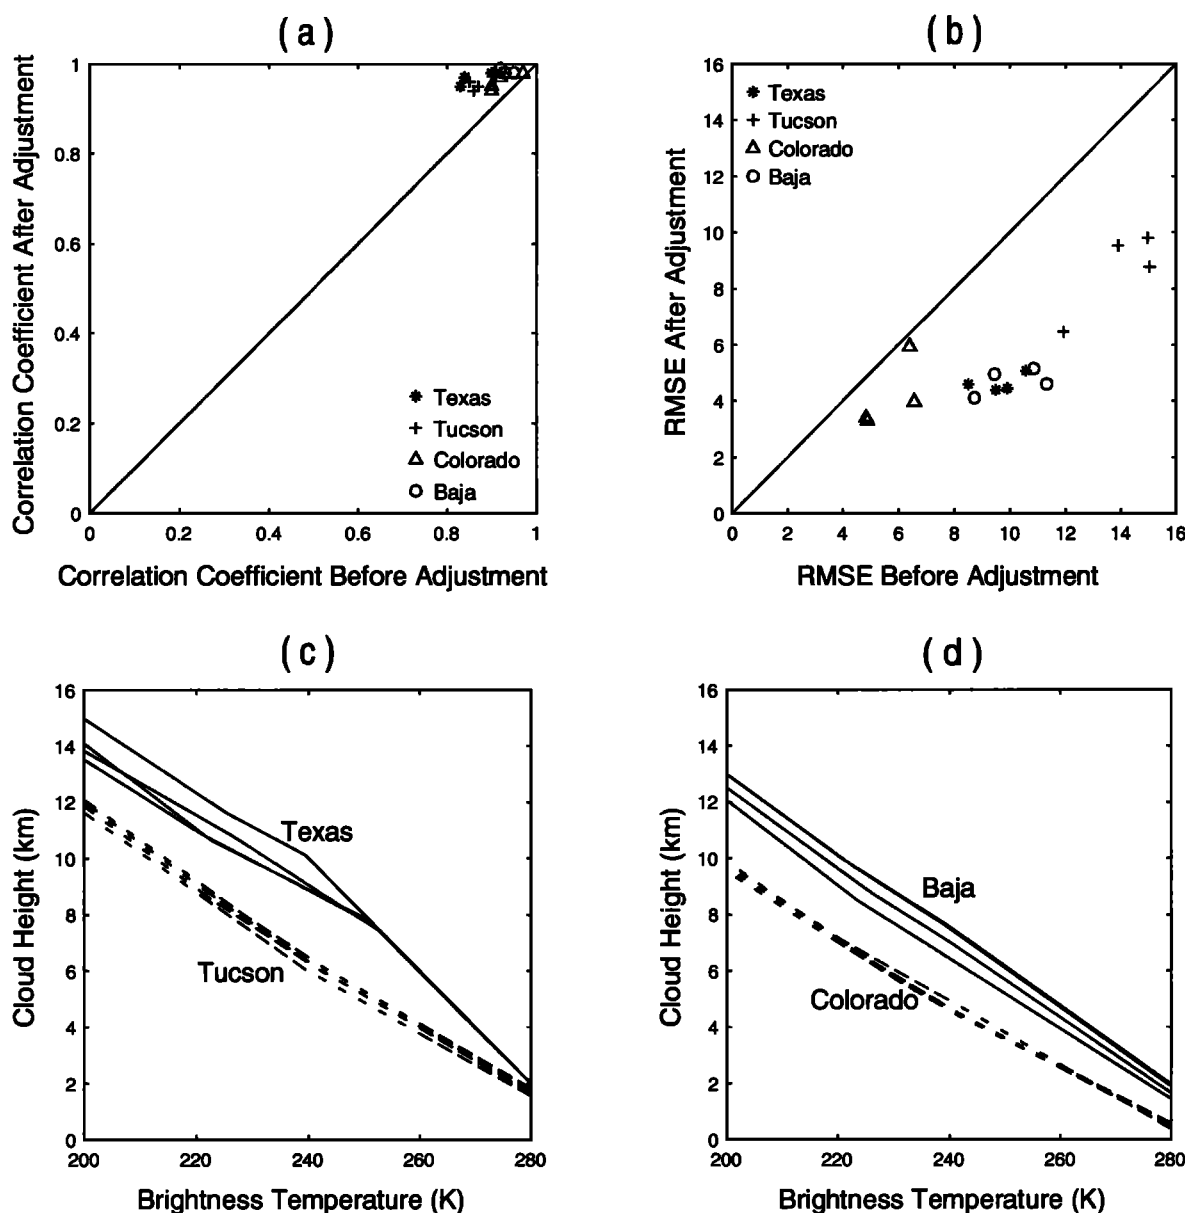 ( a )
Correlation Coefficient After Adjustment
1
0.8
0.6
0.4
0.2
0
Texas
Tucson
Colorado
Baja
0 0.2 0.4 0.6 0.8 1
Correlation Coefficient Before Adjustment
( b )
RMSE After Adjustment
16
14
12
10
8
6
4
2
0
Texas
Tucson
Colorado
Baja
0 2 4 6 8 10 12 14 16
RMSE Before Adjustment
( c )
Cloud Height (km)
16
14
12
10
8
6
4
2
0
Texas
Tucson
200 220 240 260 280
Brightness Temperature (K)
( d )
Cloud Height (km)
16
14
12
10
8
6
4
2
0
Baja
Colorado
200 220 240 260 280
Brightness Temperature (K)